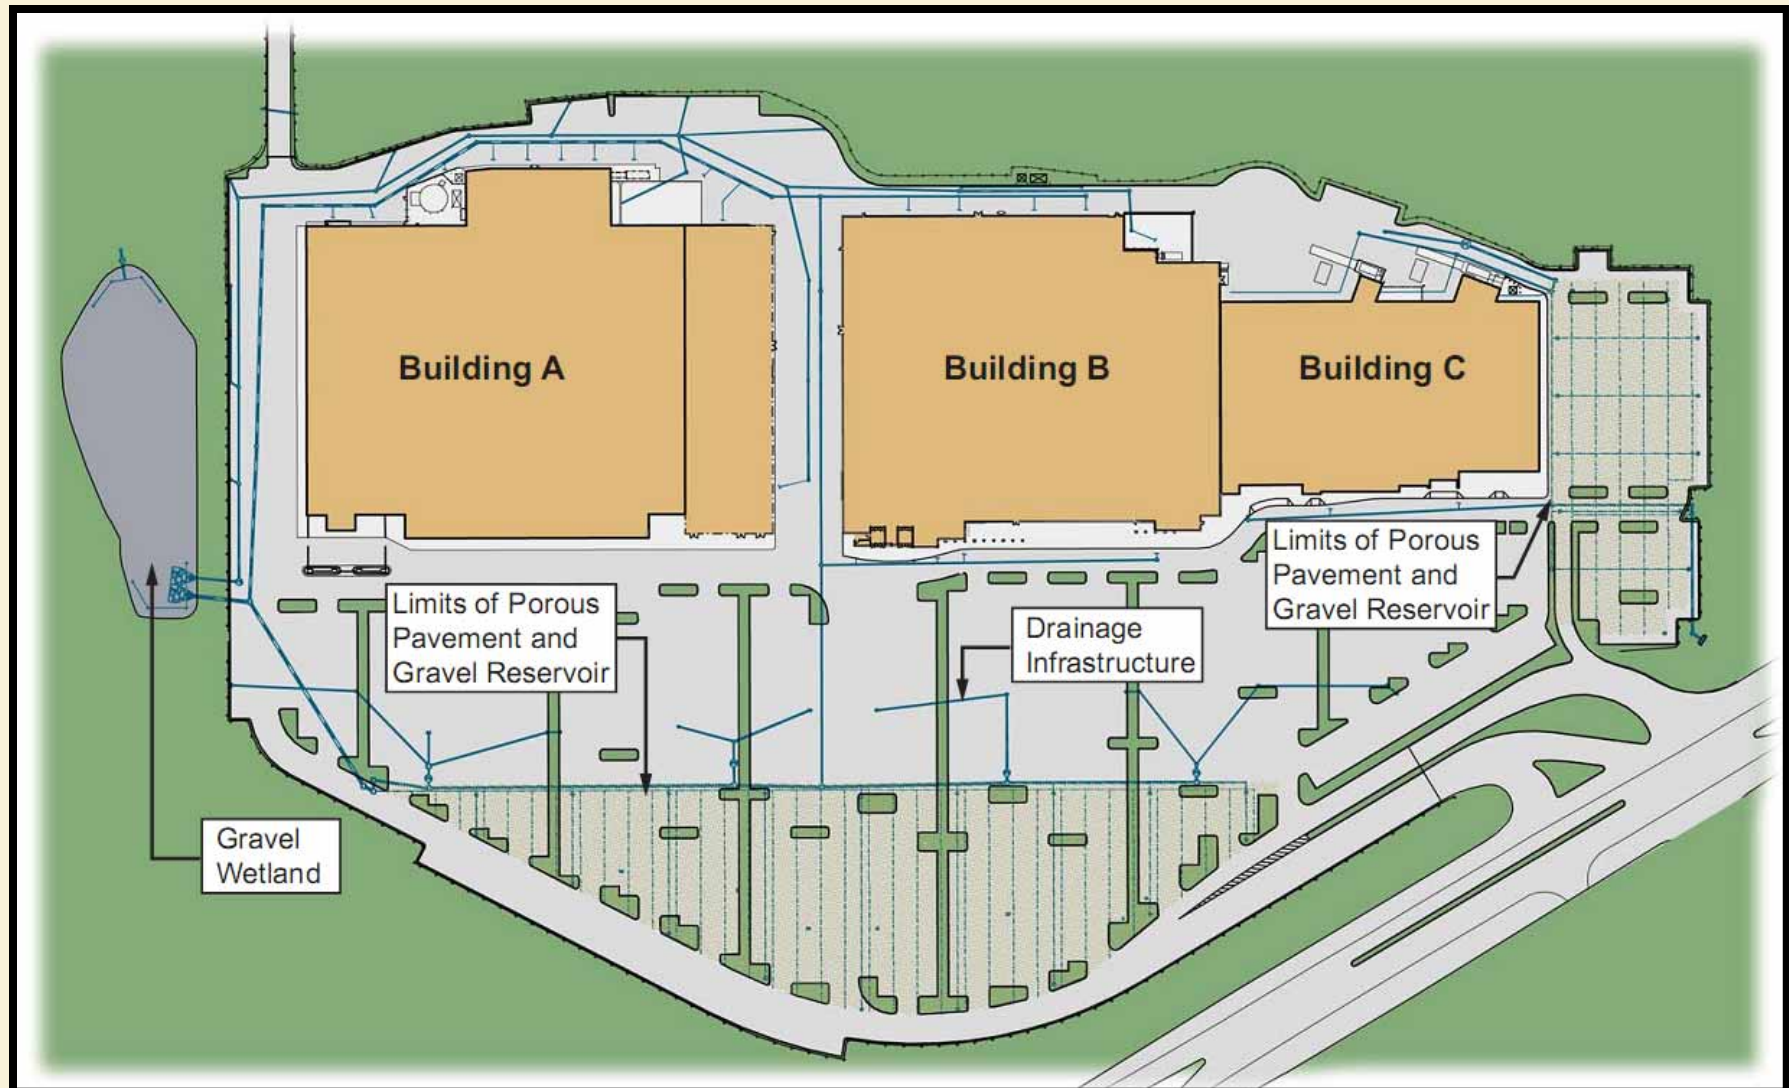 Building A
Building B
Building C
Limits of Porous
Pavement and
Gravel Reservoir
Limits of Porous
Pavement and
Gravel Reservoir
Drainage
Infrastructure
Gravel
Wetland